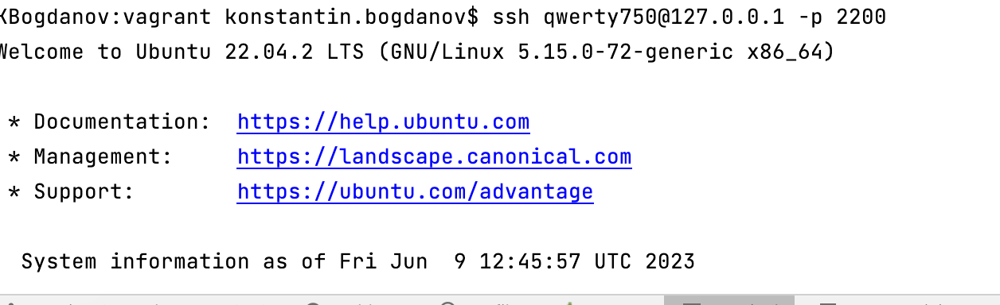 KBogdanov:vagrant konstantin.bogdanov$ ssh qwerty750@127.0.0.1 -p 2200
Welcome to Ubuntu 22.04.2 LTS (GNU/Linux 5.15.0-72-generic x86_64)
* Documentation:  https://help.ubuntu.com
* Management:     https://landscape.canonical.com
* Support:        https://ubuntu.com/advantage
System information as of Fri Jun  9 12:45:57 UTC 2023